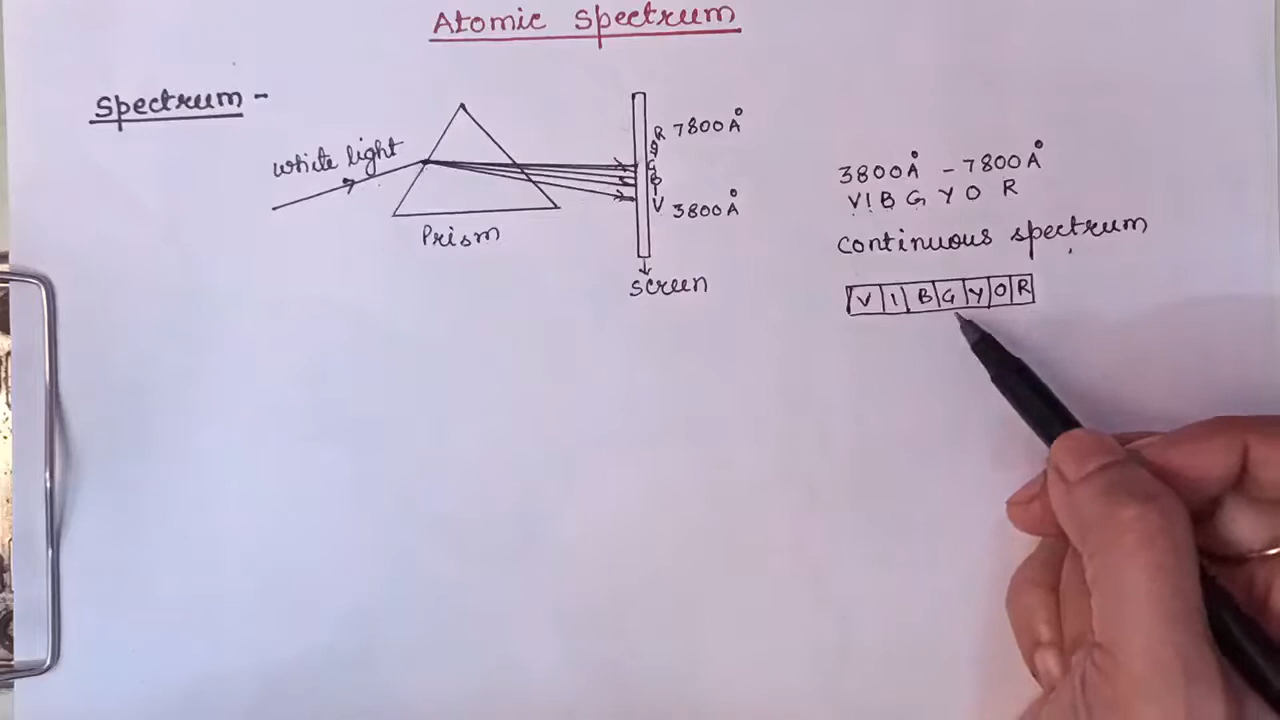 Atomic spectrum
Spectrum -
white light
Prism
R 7800 Å
G
B
I
V 3800 Å
screen
3800 Å - 7800 Å
V I B G Y O R
continuous spectrum
V I B G Y O R